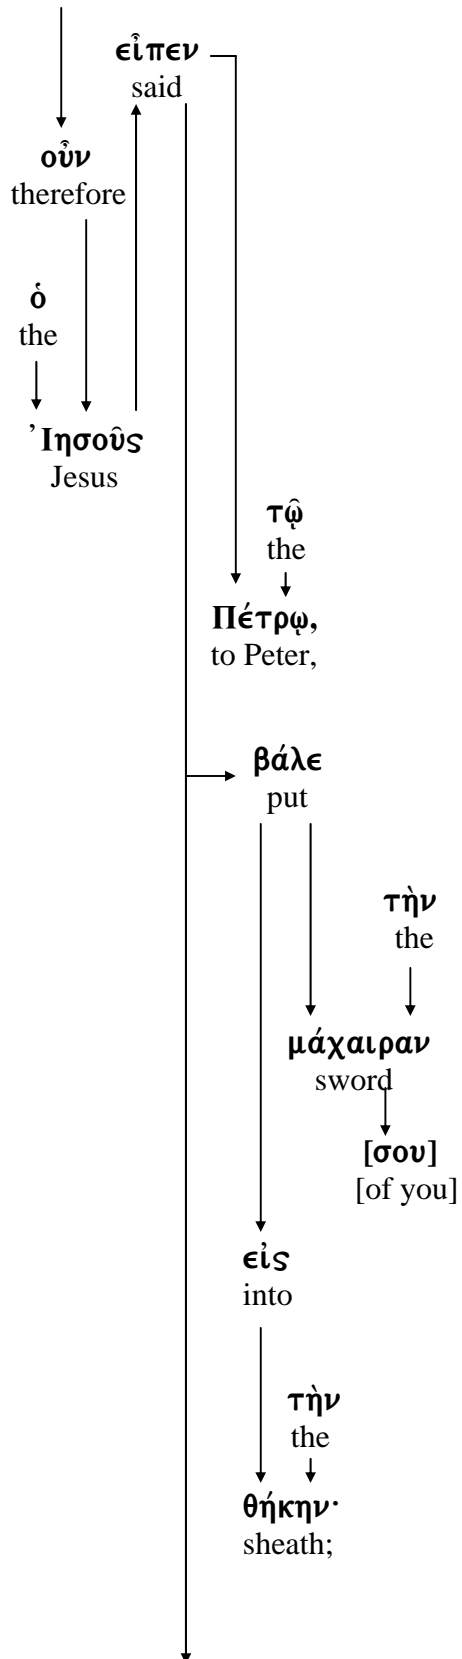 εἶπεν
said
οὖν
therefore
ὁ
the
Ἰησοῦς
Jesus
τῷ
the
Πέτρῳ,
to Peter,
βάλε
put
τὴν
the
μάχαιραν
sword
[σου]
[of you]
εἰς
into
τὴν
the
θήκην·
sheath;